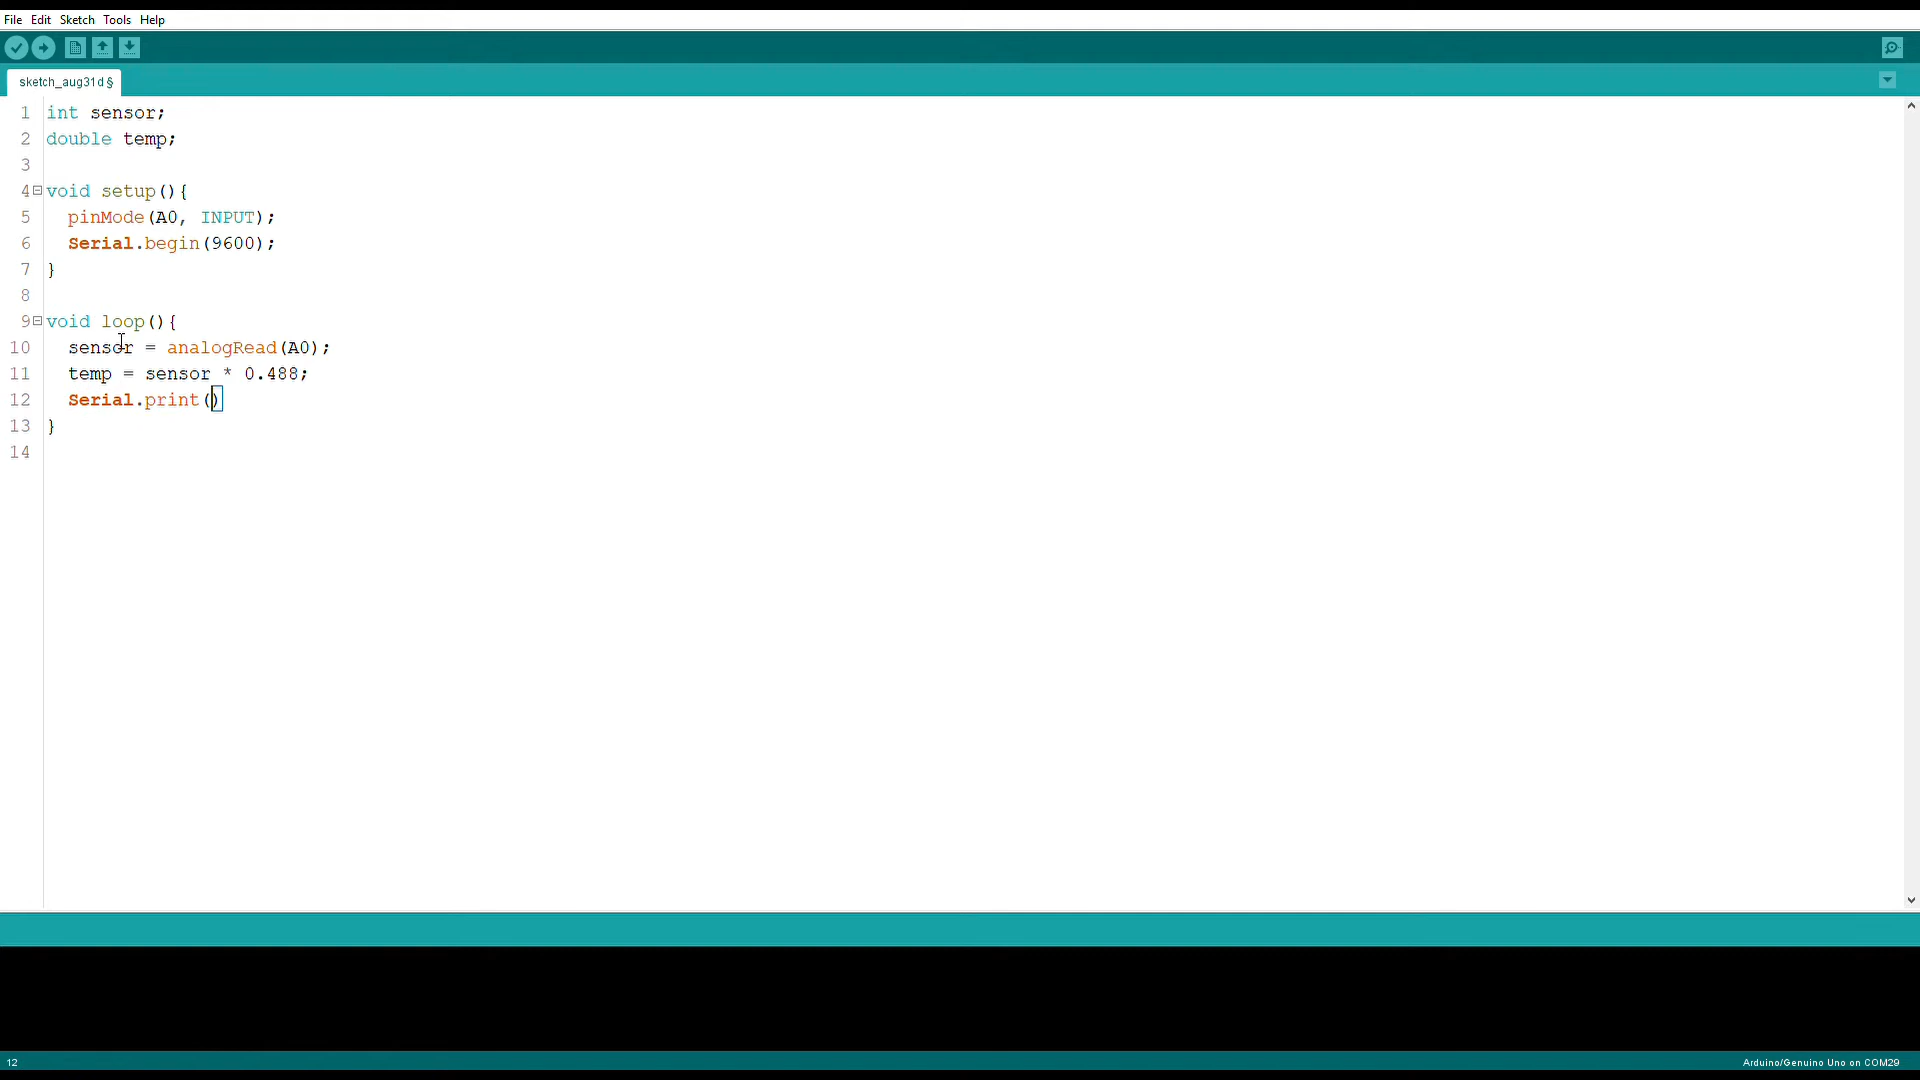 File Edit Sketch Tools Help
sketch_aug31d §
1 int sensor;
2 double temp;
3
4 void setup(){
5 pinMode(A0, INPUT);
6 Serial.begin(9600);
7 }
8
9 void loop(){
10 sensor = analogRead(A0);
11 temp = sensor * 0.488;
12 Serial.print()
13 }
14
12 Arduino/Genuino Uno on COM29